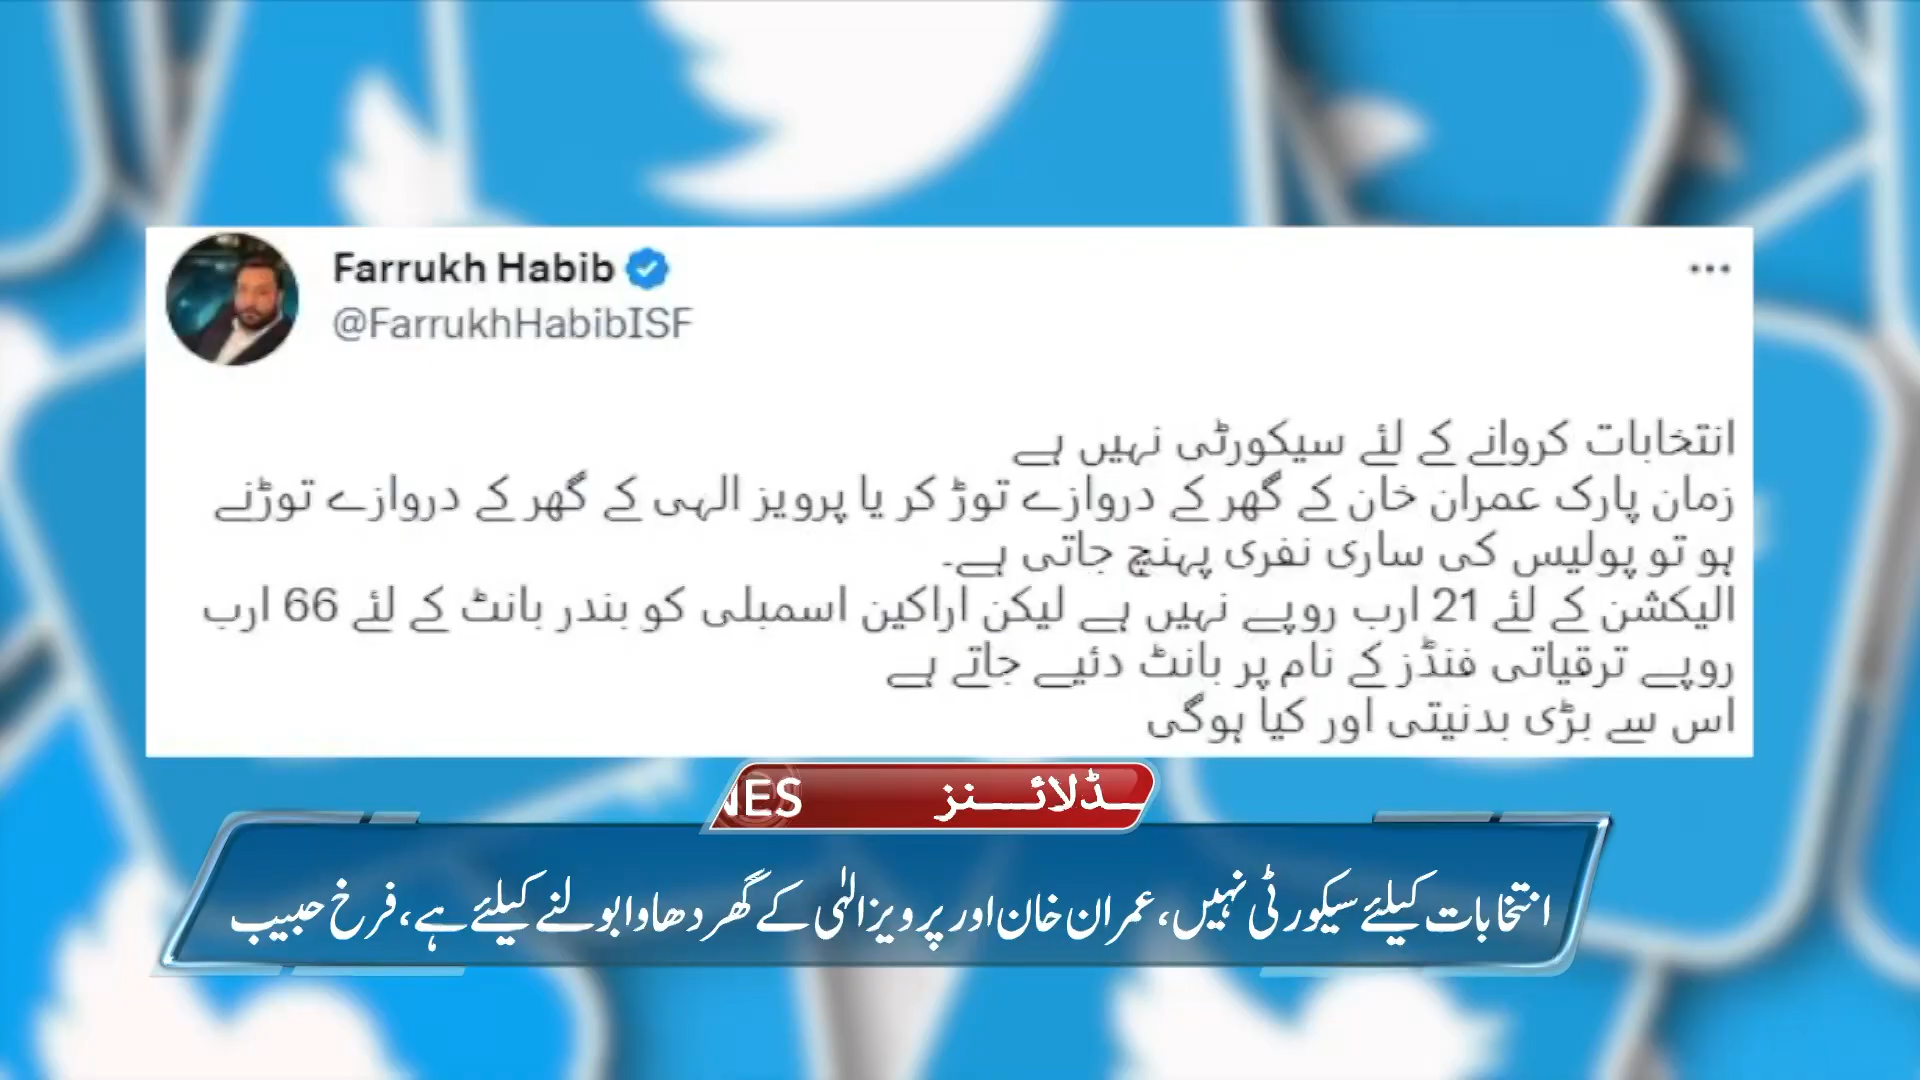 Farrukh Habib
@FarrukhHabibISF
انتخابات کروانے کے لئے سیکورٹی نہیں ہے
زمان پارک عمران خان کے گھر کے دروازے توڑ کر یا پرویز الہی کے گھر کے دروازے توڑنے
ہو تو پولیس کی ساری نفری پہنچ جاتی ہے۔
الیکشن کے لئے 21 ارب روپے نہیں ہے لیکن اراکین اسمبلی کو بندر بانٹ کے لئے 66 ارب
روپے ترقیاتی فنڈز کے نام پر بانٹ دئیے جاتے ہے
اس سے بڑی بدنیتی اور کیا ہوگی
NES ـڈلائـنز
انتخابات کیلئے سیکورٹی نہیں، عمران خان اور پرویز الٰہی کے گھر دھاوا بولنے کیلئے ہے، فرخ حبیب